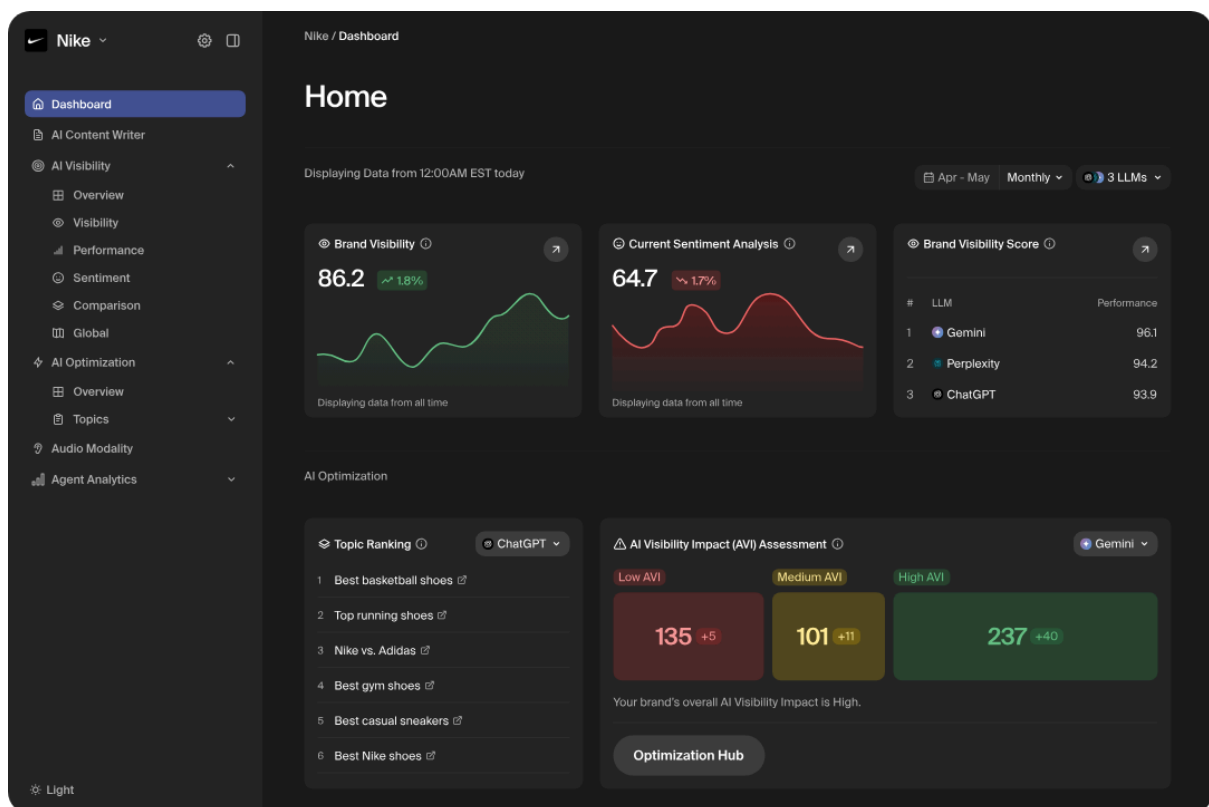 Nike
Dashboard
AI Content Writer
AI Visibility
Overview
Visibility
Performance
Sentiment
Comparison
Global
AI Optimization
Overview
Topics
Audio Modality
Agent Analytics
Light
Nike / Dashboard
Home
Displaying Data from 12:00AM EST today
Apr - May Monthly 3 LLMs
Brand Visibility
86.2 1.8%
Displaying data from all time
Current Sentiment Analysis
64.7 1.7%
Displaying data from all time
Brand Visibility Score
# LLM Performance
1 Gemini 96.1
2 Perplexity 94.2
3 ChatGPT 93.9
AI Optimization
Topic Ranking ChatGPT
1 Best basketball shoes
2 Top running shoes
3 Nike vs. Adidas
4 Best gym shoes
5 Best casual sneakers
6 Best Nike shoes
AI Visibility Impact (AVI) Assessment Gemini
Low AVI Medium AVI High AVI
135 +5 101 +11 237 +40
Your brand's overall AI Visibility Impact is High.
Optimization Hub